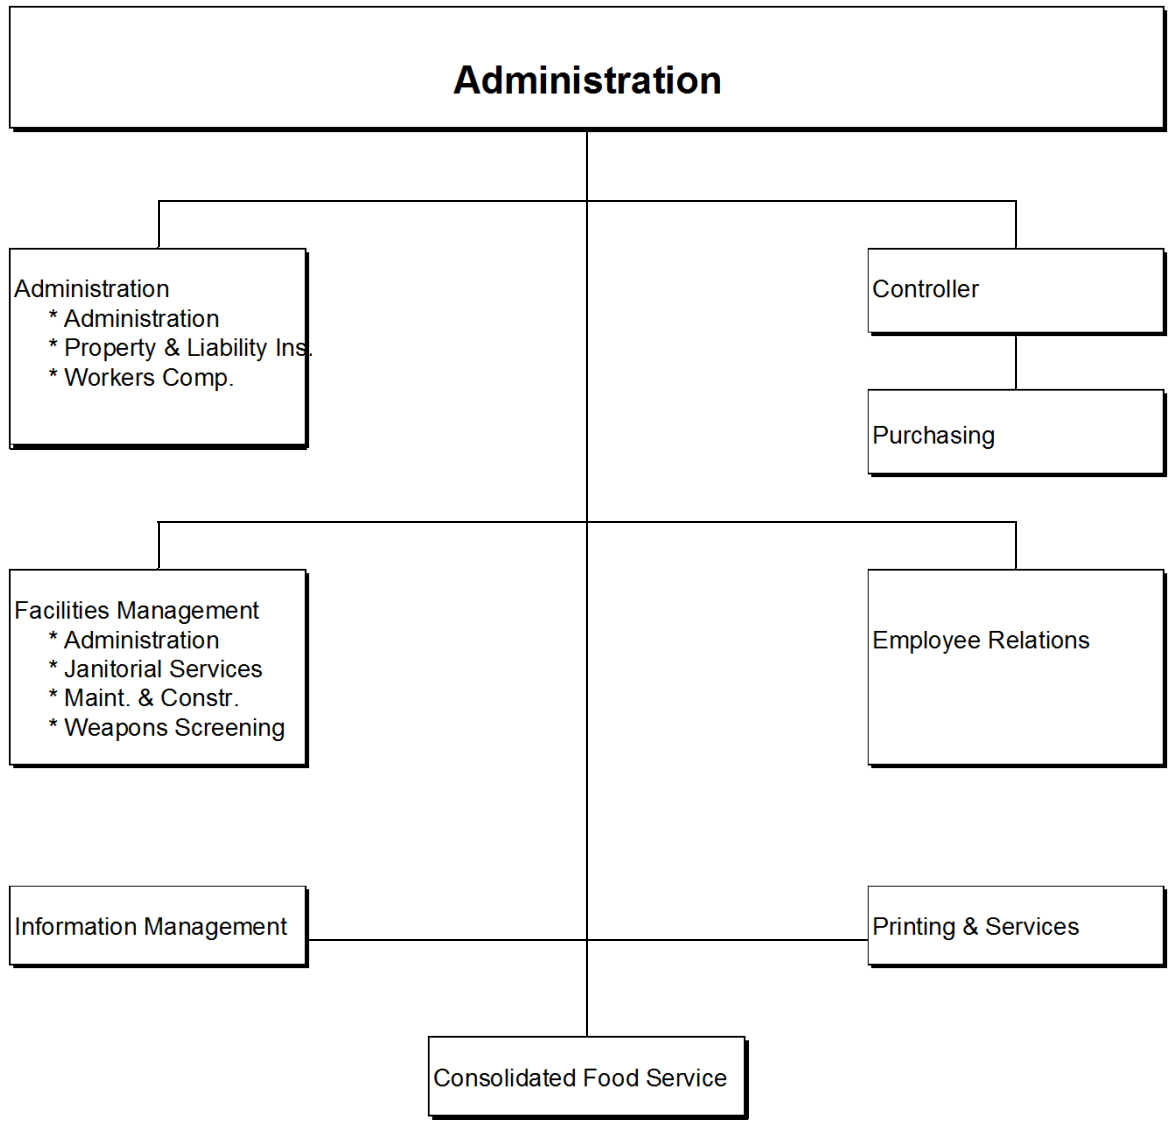 Administration
Administration
* Administration
* Property & Liability Ins.
* Workers Comp.
Controller
Purchasing
Facilities Management
* Administration
* Janitorial Services
* Maint. & Constr.
* Weapons Screening
Employee Relations
Information Management
Printing & Services
Consolidated Food Service